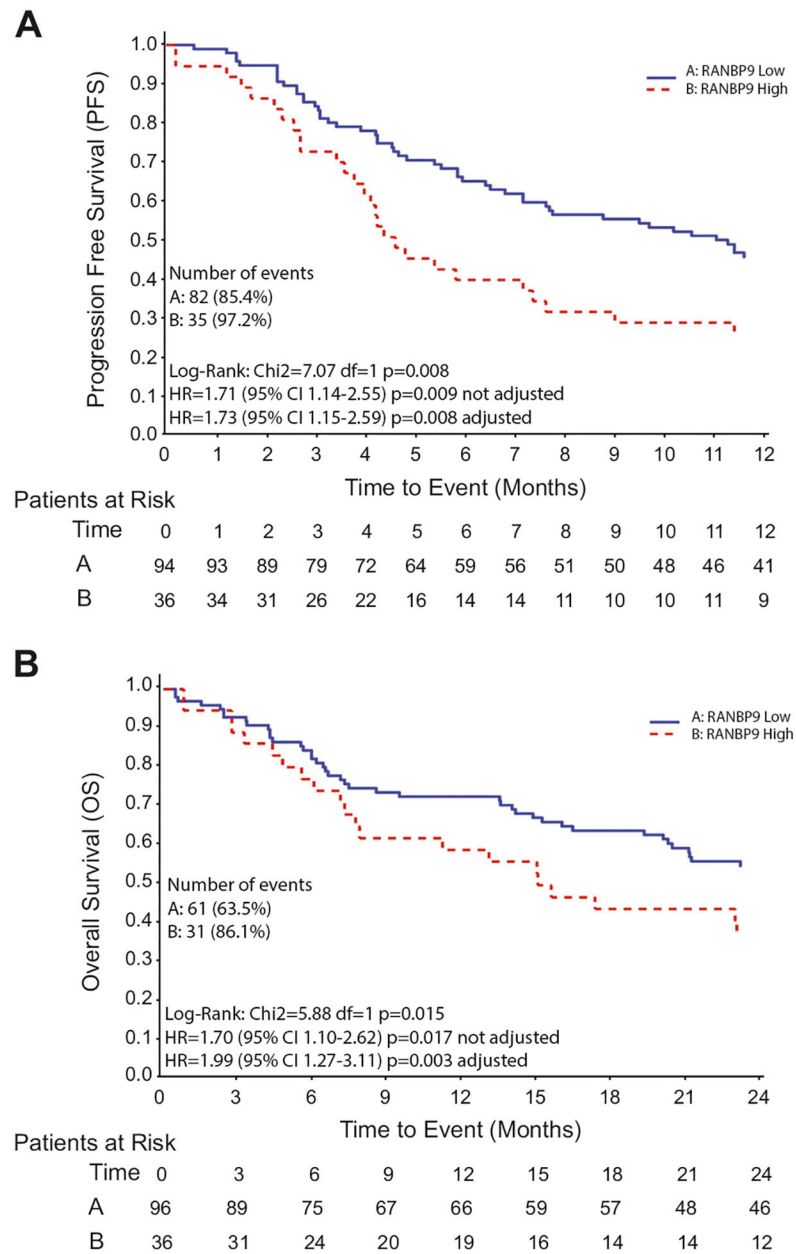 A
Progression Free Survival (PFS)
1.0
0.9
0.8
0.7
0.6
0.5
0.4
0.3
0.2
0.1
0.0
A: RANBP9 Low
B: RANBP9 High
Number of events
A: 82 (85.4%)
B: 35 (97.2%)
Log-Rank: Chi2=7.07 df=1 p=0.008
HR=1.71 (95% CI 1.14-2.55) p=0.009 not adjusted
HR=1.73 (95% CI 1.15-2.59) p=0.008 adjusted
0 1 2 3 4 5 6 7 8 9 10 11 12
Time to Event (Months)
Patients at Risk
Time 0 1 2 3 4 5 6 7 8 9 10 11 12
A 94 93 89 79 72 64 59 56 51 50 48 46 41
B 36 34 31 26 22 16 14 14 11 10 10 11 9
B
Overall Survival (OS)
1.0
0.9
0.8
0.7
0.6
0.5
0.4
0.3
0.2
0.1
0.0
A: RANBP9 Low
B: RANBP9 High
Number of events
A: 61 (63.5%)
B: 31 (86.1%)
Log-Rank: Chi2=5.88 df=1 p=0.015
HR=1.70 (95% CI 1.10-2.62) p=0.017 not adjusted
HR=1.99 (95% CI 1.27-3.11) p=0.003 adjusted
0 3 6 9 12 15 18 21 24
Time to Event (Months)
Patients at Risk
Time 0 3 6 9 12 15 18 21 24
A 96 89 75 67 66 59 57 48 46
B 36 31 24 20 19 16 14 14 12